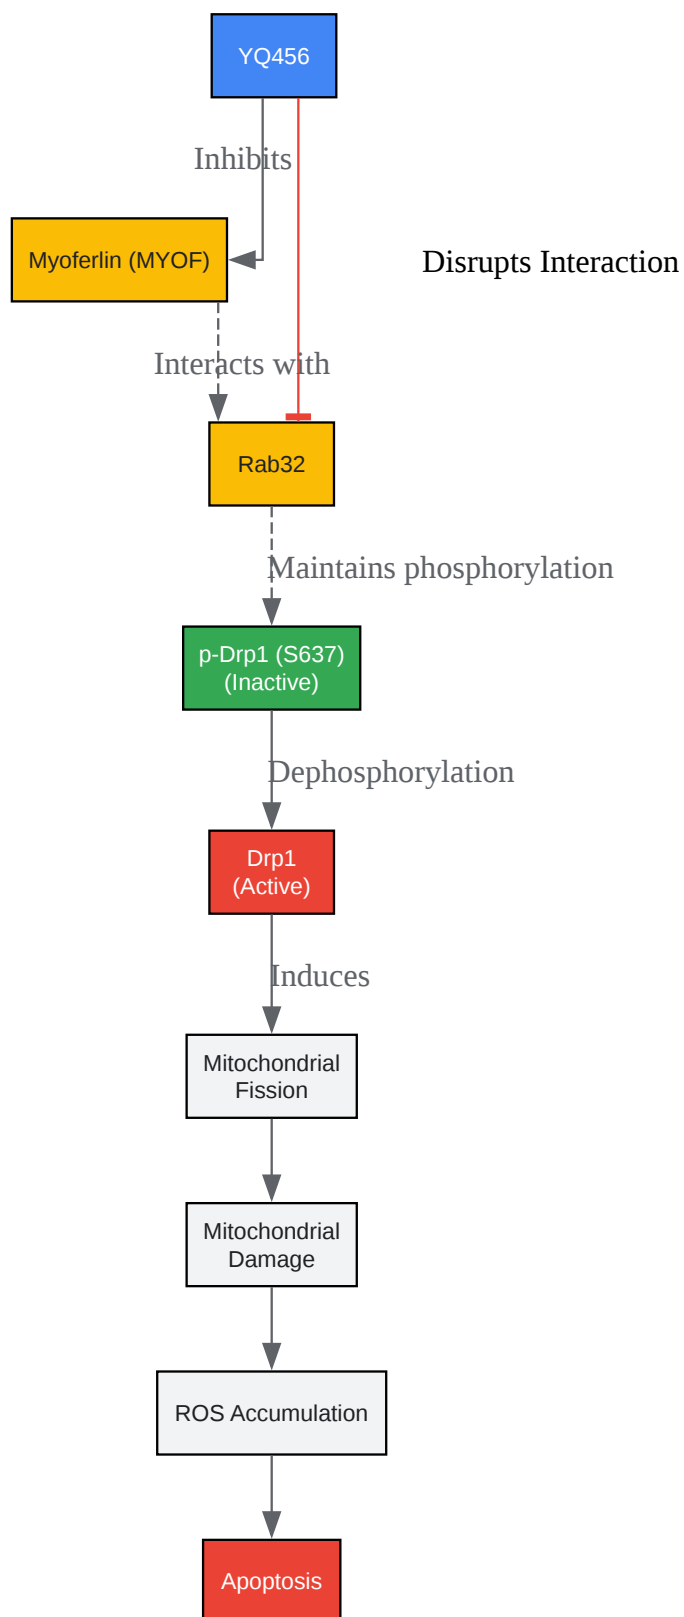 YQ456
Inhibits
Myoferlin (MYOF)
Disrupts Interaction
Interacts with
Rab32
Maintains phosphorylation
p-Drp1 (S637)
(Inactive)
Dephosphorylation
Drp1
(Active)
Induces
Mitochondrial
Fission
Mitochondrial
Damage
ROS Accumulation
Apoptosis